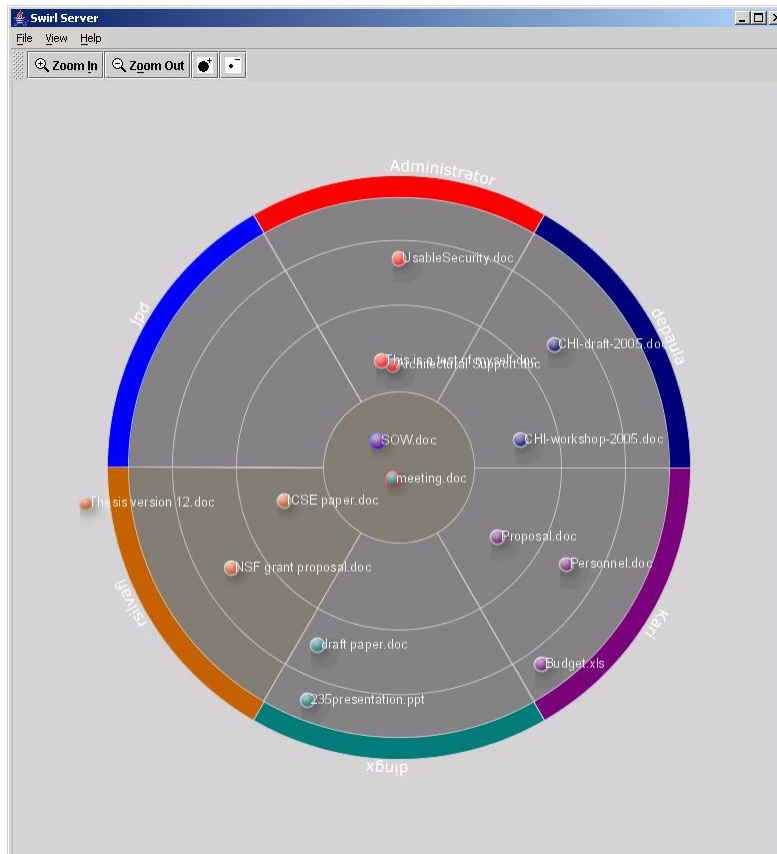 Swirl Server
File View Help
Zoom In Zoom Out
Administrator
UsableSecurity.doc
jpd
depaula
CHI-draft-2005.doc
This is a test of myself.doc
Architectural Support.doc
SOW.doc
CHI-workshop-2005.doc
meeting.doc
Thesis version 12.doc
ICSE paper.doc
Proposal.doc
Personnel.doc
NSF grant proposal.doc
rsilvafi
Kari
draft paper.doc
Budget.xls
235presentation.ppt
dingx